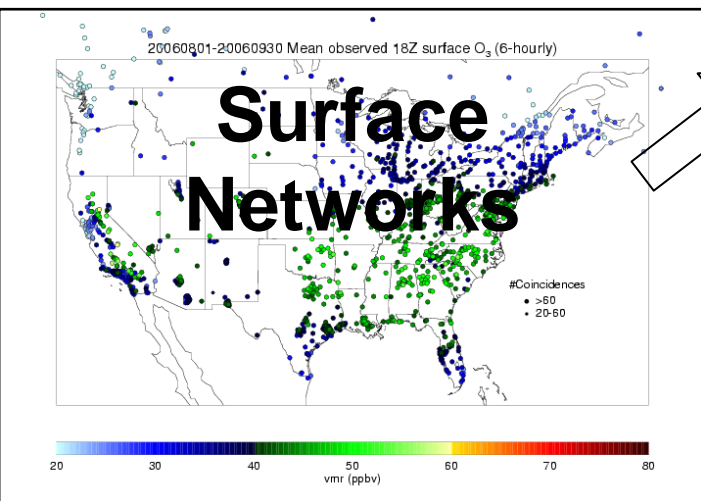 20060801-20060930 Mean observed 18Z surface O₃ (6-hourly)
Surface
Networks
#Coincidences
>60
20-60
20 30 40 50 60 70 80
vmr (ppbv)